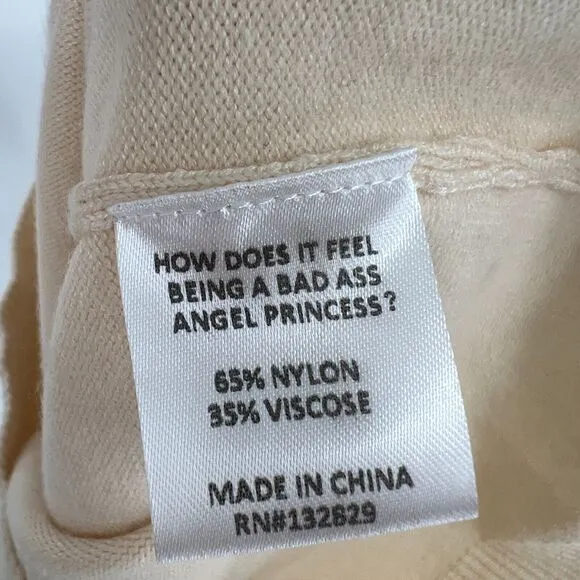 HOW DOES IT FEEL
BEING A BAD ASS
ANGEL PRINCESS?
65% NYLON
35% VISCOSE
MADE IN CHINA
RN#132829